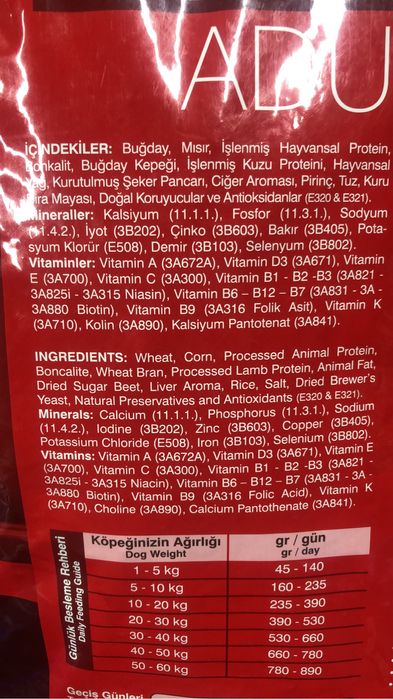 ADU
İÇİNDEKİLER: Buğday, Mısır, İşlenmiş Hayvansal Protein,
Bonkalit, Buğday Kepeği, İşlenmiş Kuzu Proteini, Hayvansal
Yağ, Kurutulmuş Şeker Pancarı, Ciğer Aroması, Pirinç, Tuz, Kuru
Bira Mayası, Doğal Koruyucular ve Antioksidanlar (E320 & E321).
Mineraller: Kalsiyum (11.1.1.), Fosfor (11.3.1.), Sodyum
(11.4.2.), İyot (3B202), Çinko (3B603), Bakır (3B405), Pota-
syum Klorür (E508), Demir (3B103), Selenyum (3B802).
Vitaminler: Vitamin A (3A672A), Vitamin D3 (3A671), Vitamin
E (3A700), Vitamin C (3A300), Vitamin B1 - B2 -B3 (3A821 -
3A825i - 3A315 Niasin), Vitamin B6 – B12 – B7 (3A831 - 3A -
3A880 Biotin), Vitamin B9 (3A316 Folik Asit), Vitamin K
(3A710), Kolin (3A890), Kalsiyum Pantotenat (3A841).
INGREDIENTS: Wheat, Corn, Processed Animal Protein,
Boncalite, Wheat Bran, Processed Lamb Protein, Animal Fat,
Dried Sugar Beet, Liver Aroma, Rice, Salt, Dried Brewer's
Yeast, Natural Preservatives and Antioxidants (E320 & E321).
Minerals: Calcium (11.1.1.), Phosphorus (11.3.1.), Sodium
(11.4.2.), Iodine (3B202), Zinc (3B603), Copper (3B405),
Potassium Chloride (E508), Iron (3B103), Selenium (3B802).
Vitamins: Vitamin A (3A672A), Vitamin D3 (3A671), Vitamin E
(3A700), Vitamin C (3A300), Vitamin B1 - B2 -B3 (3A821 -
3A825i - 3A315 Niacin), Vitamin B6 – B12 – B7 (3A831 - 3A -
3A880 Biotin), Vitamin B9 (3A316 Folic Acid), Vitamin K
(3A710), Choline (3A890), Calcium Pantothenate (3A841).
Günlük Besleme Rehberi
Daily Feeding Guide
Köpeğinizin Ağırlığı gr / gün
Dog Weight gr / day
1 - 5 kg 45 - 140
5 - 10 kg 160 - 235
10 - 20 kg 235 - 390
20 - 30 kg 390 - 530
30 - 40 kg 530 - 660
40 - 50 kg 660 - 780
50 - 60 kg 780 - 890
Geçiş Günleri